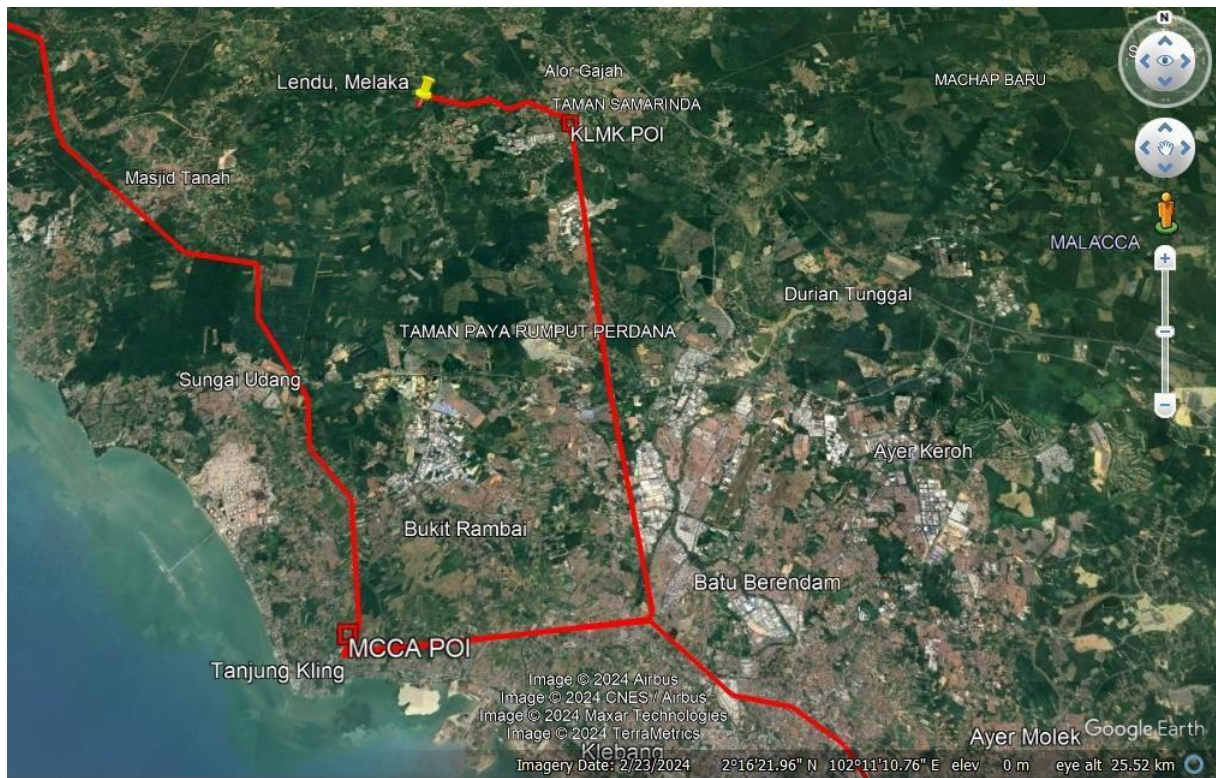 N
Alor Gajah
Lendu, Melaka
MACHAP BARU
TAMAN SAMARINDA
KLMK POI
Masjid Tanah
MALACCA
Durian Tunggal
TAMAN PAYA RUMPUT PERDANA
Sungai Udang
Ayer Keroh
Bukit Rambai
Batu Berendam
MCCA POI
Tanjung Kling
Image © 2024 Airbus
Image © 2024 CNES / Airbus
Image © 2024 Maxar Technologies
Image © 2024 TerraMetrics
Klebang
Ayer Molek
Google Earth
Imagery Date: 2/23/2024 2°16'21.96" N 102°11'10.76" E elev 0 m eye alt 25.52 km